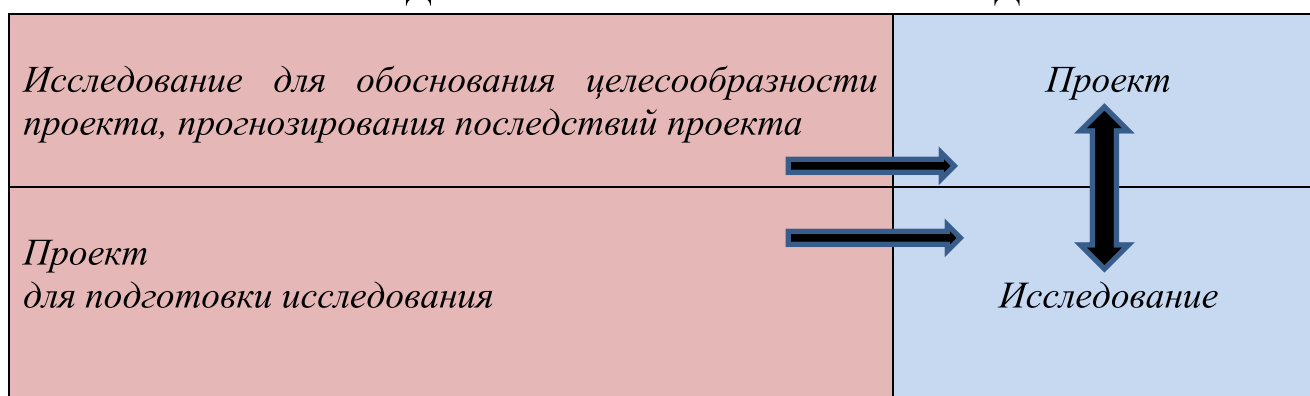 Исследование для обоснования целесообразности
проекта, прогнозирования последствий проекта
Проект
Проект
для подготовки исследования
Исследование